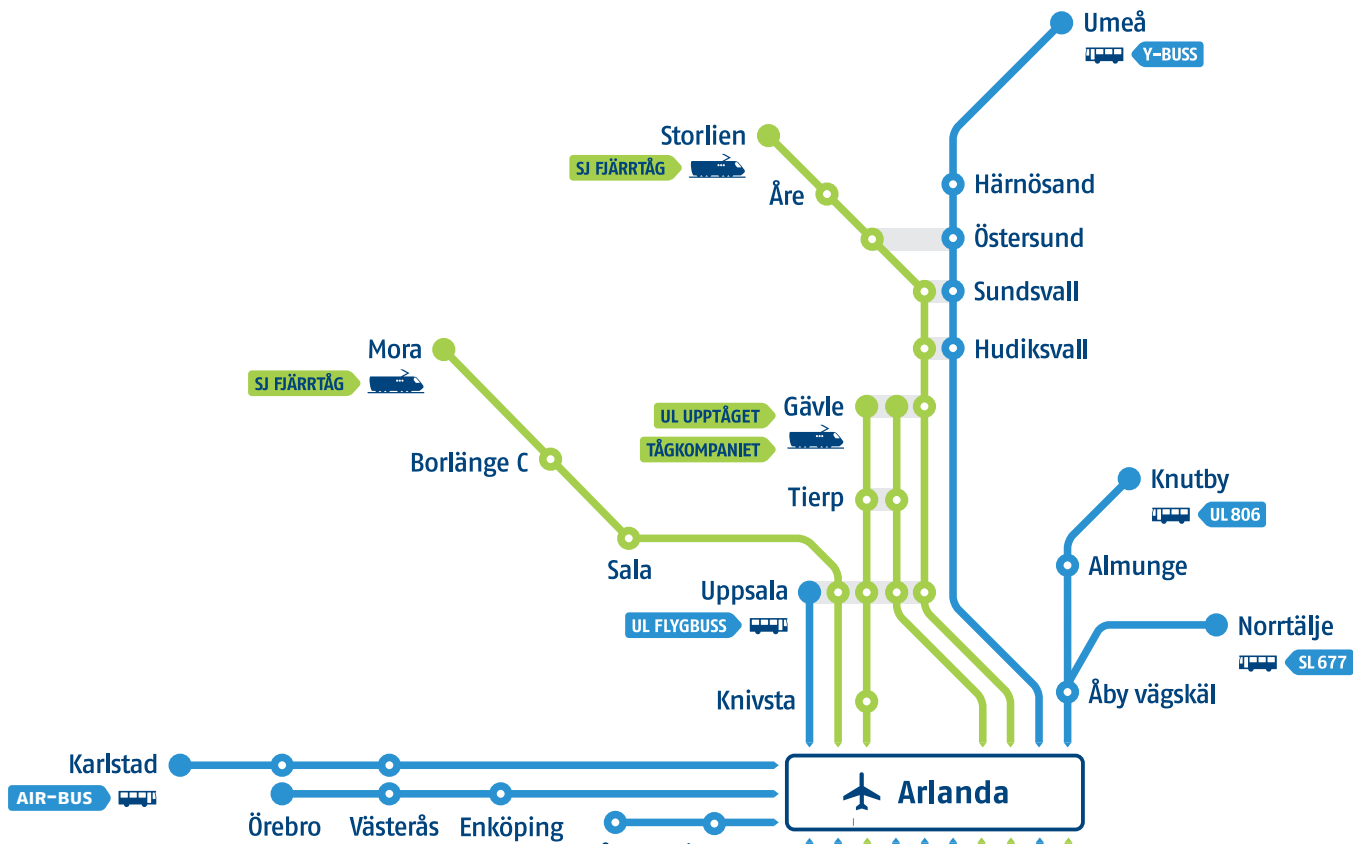 Umeå
Y-BUSS
Storlien
SJ FJÄRRTÅG
Åre
Härnösand
Östersund
Sundsvall
Mora
Hudiksvall
SJ FJÄRRTÅG
Gävle
UL UPPTÅGET
TÅGKOMPANIET
Borlänge C
Knutby
Tierp
UL 806
Sala
Almunge
Uppsala
UL FLYGBUSS
Norrtälje
SL 677
Knivsta
Åby vägskäl
Karlstad
AIR-BUS
Arlanda
Örebro Västerås Enköping